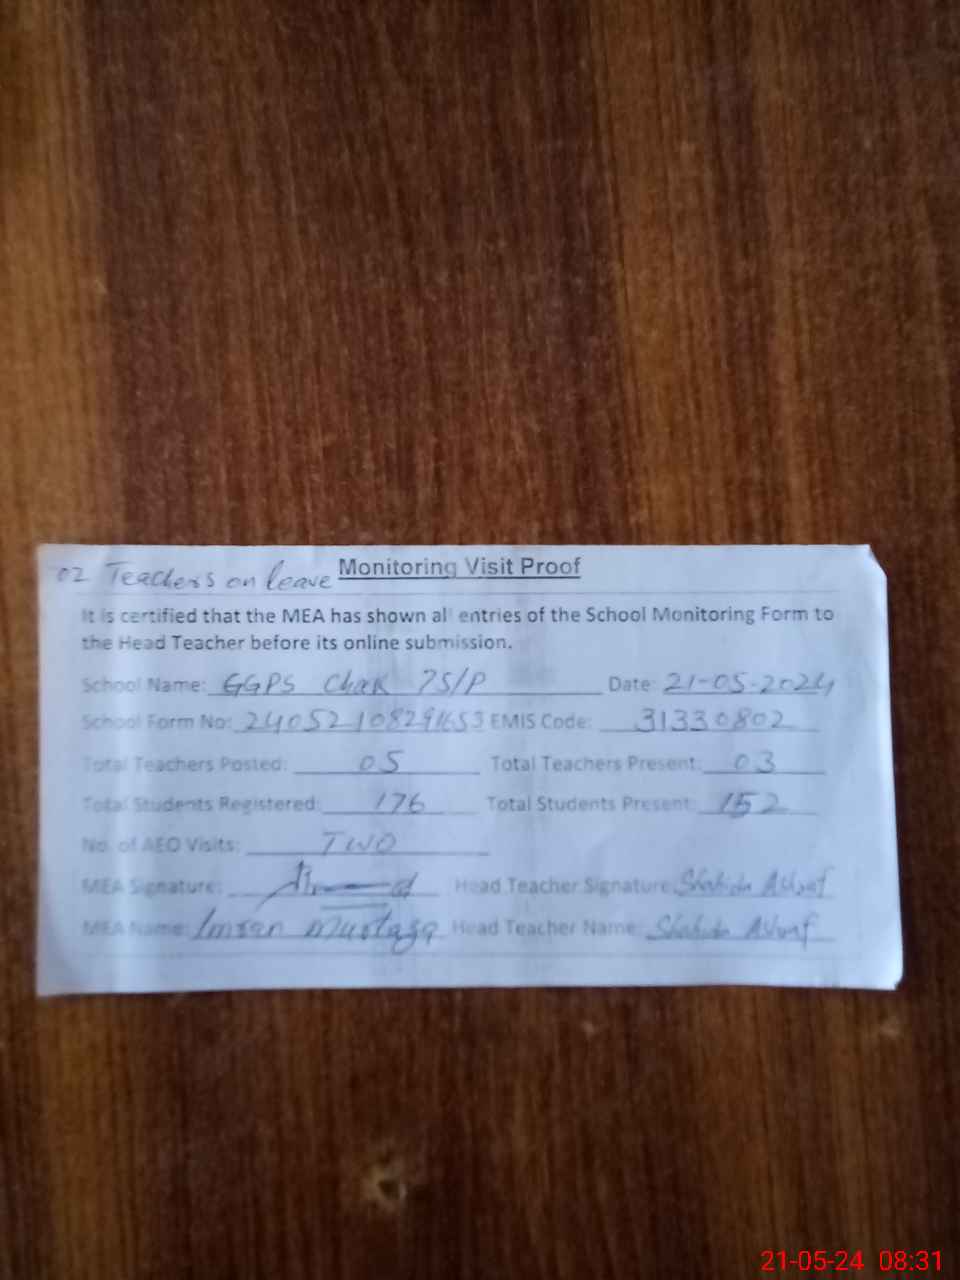 02 Teachers on leave Monitoring Visit Proof
It is certified that the MEA has shown all entries of the School Monitoring Form to
the Head Teacher before its online submission.
School Name: GGPS Chak 75/P Date: 21-05-2024
School Form No: 24052108291653 EMIS Code: 31330802
Total Teachers Posted: 05 Total Teachers Present: 03
Total Students Registered: 176 Total Students Present: 152
No. of AEO Visits: TWO
MEA Signature: Head Teacher Signature: Shahida Ashraf
MEA Name: Imran Mustafa Head Teacher Name: Shahida Ashraf
21-05-24 08:31